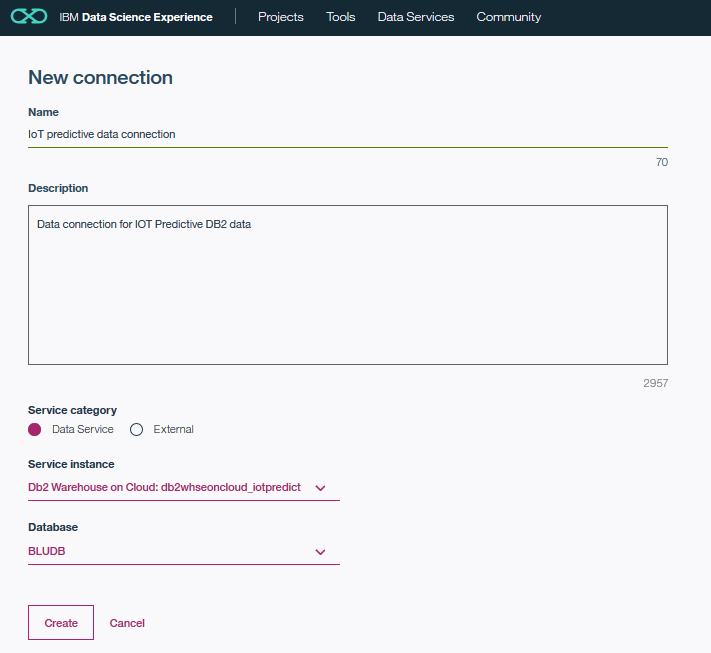 IBM Data Science Experience Projects Tools Data Services Community
New connection
Name
IoT predictive data connection
70
Description
Data connection for IOT Predictive DB2 data
2957
Service category
Data Service External
Service instance
Db2 Warehouse on Cloud: db2whseoncloud_iotpredict
Database
BLUDB
Create Cancel